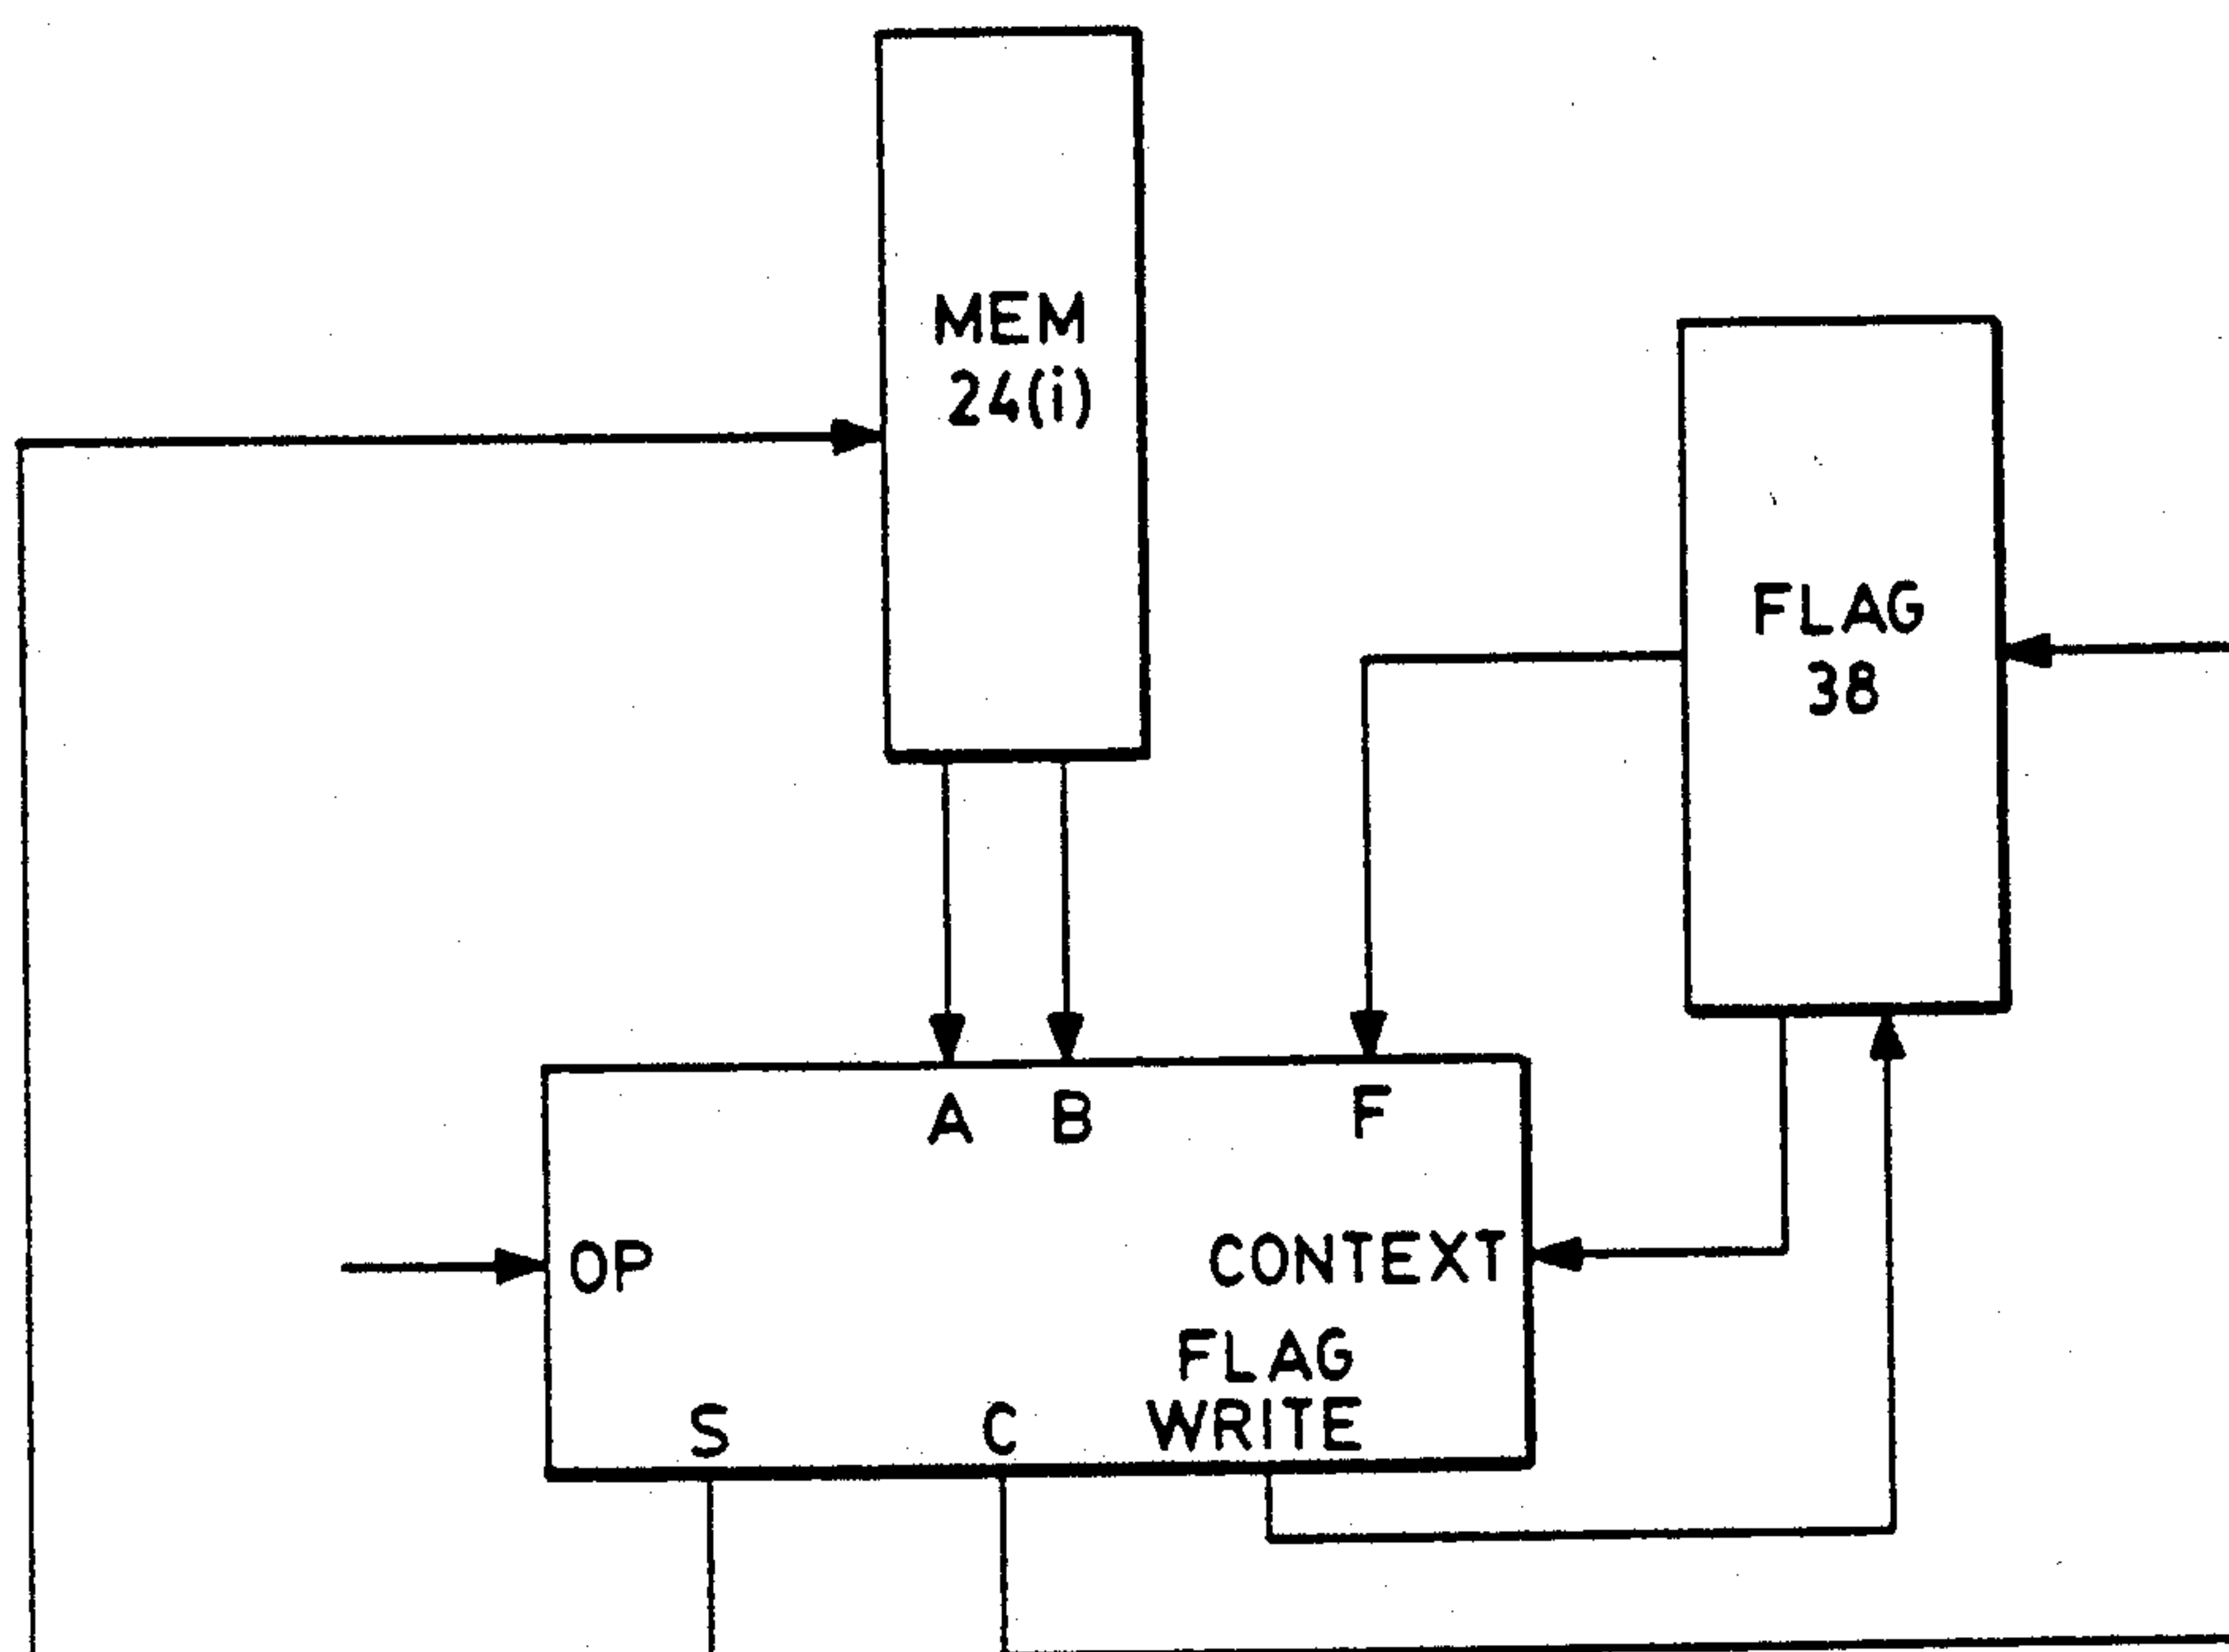 MEM
24(i)
FLAG
38
A B F
OP
CONTEXT
FLAG
WRITE
S C